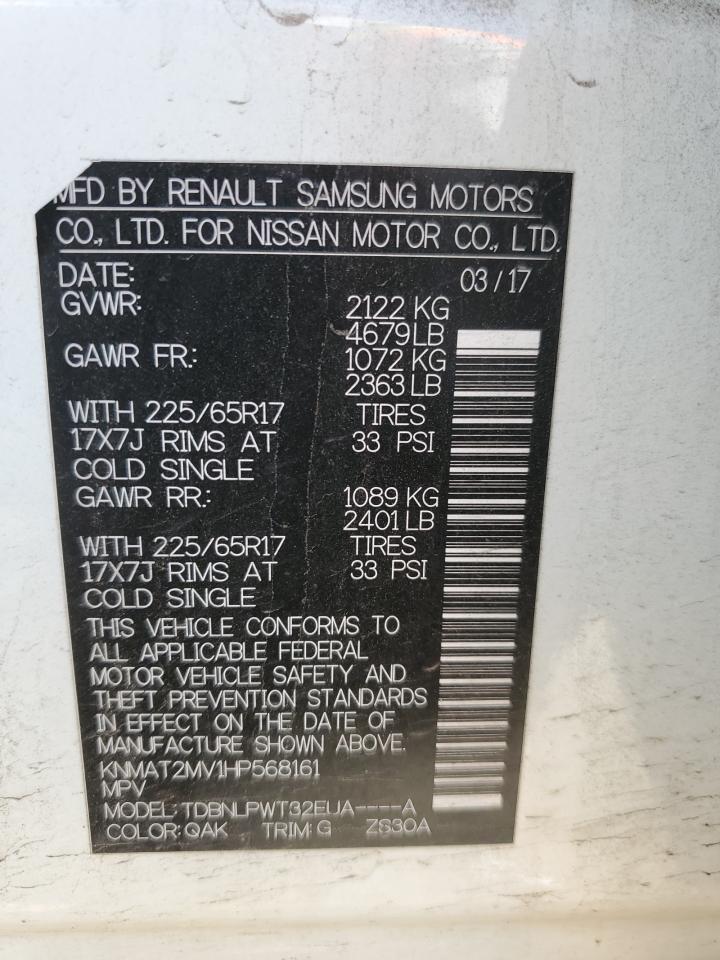 MFD BY RENAULT SAMSUNG MOTORS
CO., LTD. FOR NISSAN MOTOR CO., LTD.
DATE: 03/17
GVWR: 2122 KG
4679 LB
GAWR FR.: 1072 KG
2363 LB
WITH 225/65R17 TIRES
17X7J RIMS AT 33 PSI
COLD SINGLE
GAWR RR.: 1089 KG
2401 LB
WITH 225/65R17 TIRES
17X7J RIMS AT 33 PSI
COLD SINGLE
THIS VEHICLE CONFORMS TO
ALL APPLICABLE FEDERAL
MOTOR VEHICLE SAFETY AND
THEFT PREVENTION STANDARDS
IN EFFECT ON THE DATE OF
MANUFACTURE SHOWN ABOVE.
KNMAT2MV1HP568161
MPV
MODEL: TDBNLPWT32EUA----A
COLOR: QAK TRIM: G ZS30A